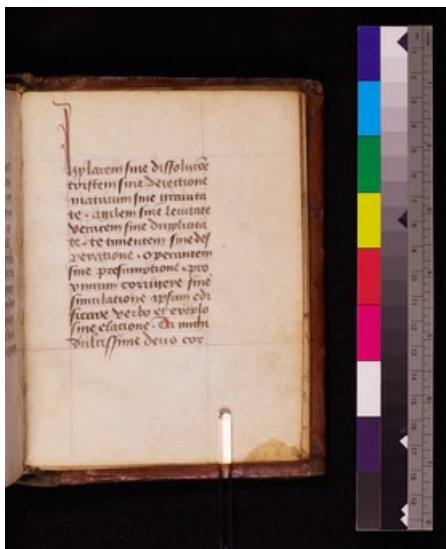 hylarem sine dissolucōe
tristem sine deiectione
maturum sine grauita
te · agilem sine leuitate
veracem sine duplicita
te · te timentem sine des
peratione · operantem
sine presumptione · pro
ximum corrigere sine
simulatione ipsum edi
ficare verbo et exemplo
sine elatione · Da michi
dulcissime deus cor